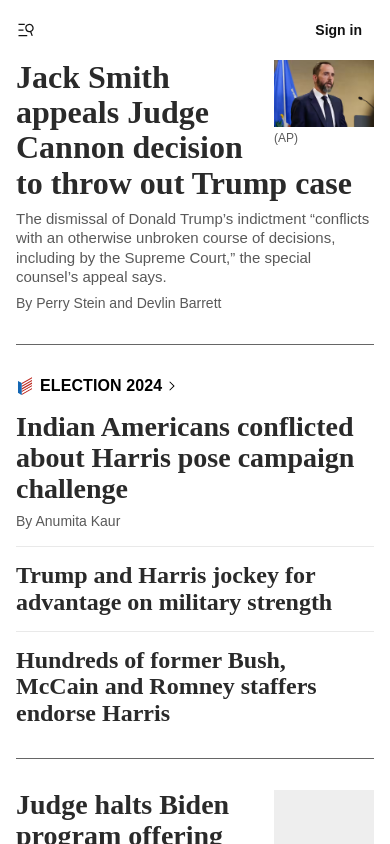 Sign in
Jack Smith
appeals Judge
Cannon decision
to throw out Trump case
(AP)
The dismissal of Donald Trump's indictment “conflicts
with an otherwise unbroken course of decisions,
including by the Supreme Court,” the special
counsel's appeal says.
By Perry Stein and Devlin Barrett
ELECTION 2024
Indian Americans conflicted
about Harris pose campaign
challenge
By Anumita Kaur
Trump and Harris jockey for
advantage on military strength
Hundreds of former Bush,
McCain and Romney staffers
endorse Harris
Judge halts Biden
program offering